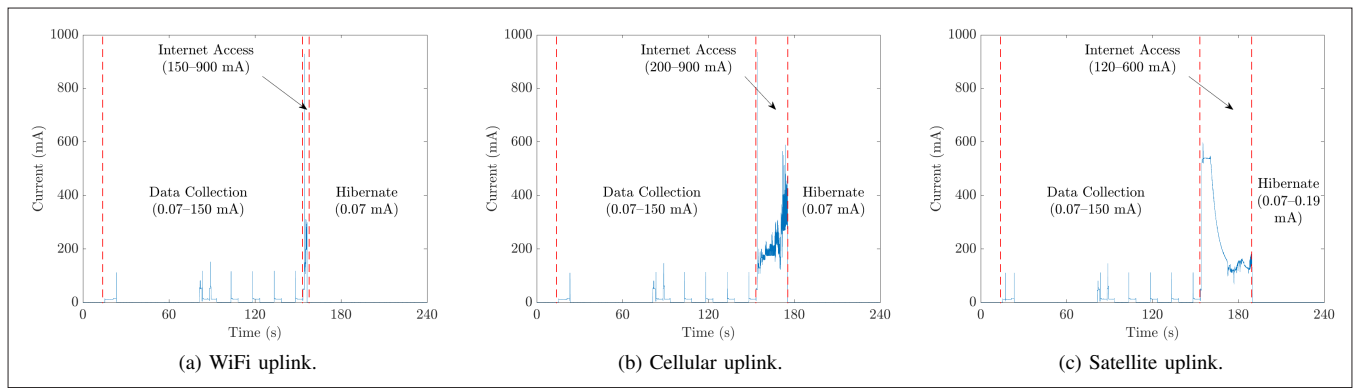 1000
800
600
400
200
0
Current (mA)
Internet Access
(150–900 mA)
Data Collection
(0.07–150 mA)
Hibernate
(0.07 mA)
0 60 120 180 240
Time (s)
(a) WiFi uplink.
1000
800
600
400
200
0
Current (mA)
Internet Access
(200–900 mA)
Data Collection
(0.07–150 mA)
Hibernate
(0.07 mA)
0 60 120 180 240
Time (s)
(b) Cellular uplink.
1000
800
600
400
200
0
Current (mA)
Internet Access
(120–600 mA)
Data Collection
(0.07–150 mA)
Hibernate
(0.07–0.19
mA)
0 60 120 180 240
Time (s)
(c) Satellite uplink.